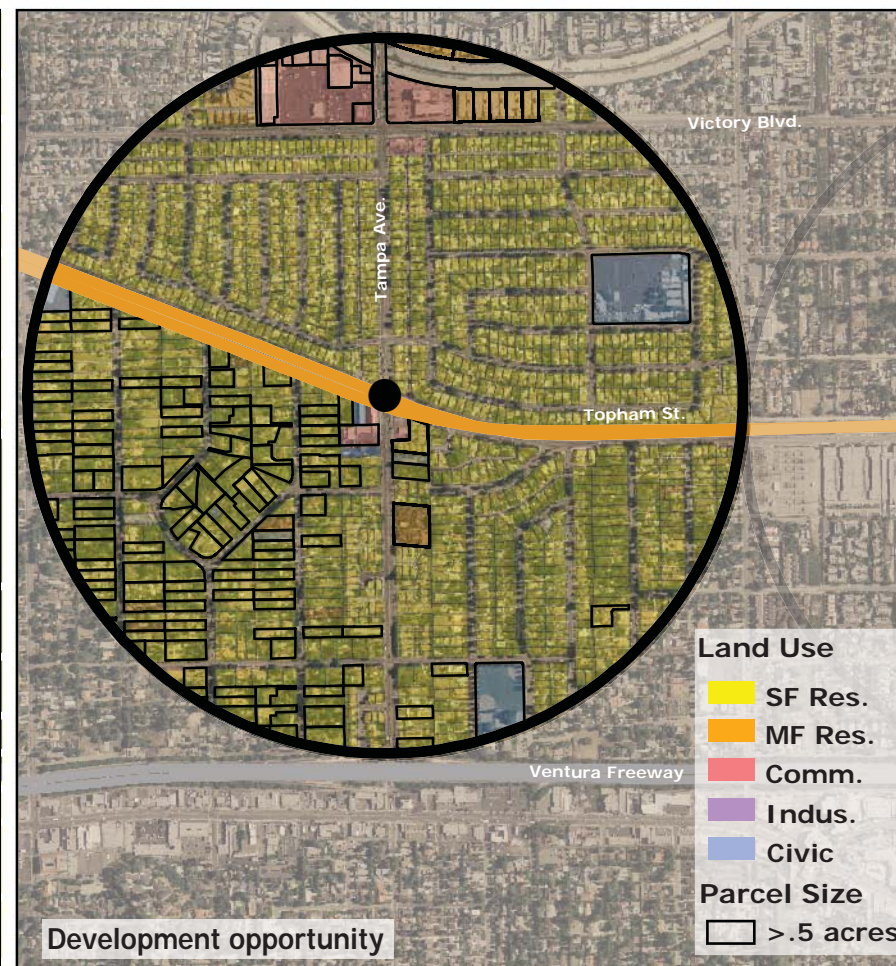 Victory Blvd.
Tampa Ave.
Topham St.
Ventura Freeway
Land Use
SF Res.
MF Res.
Comm.
Indus.
Civic
Parcel Size
>.5 acres
Development opportunity